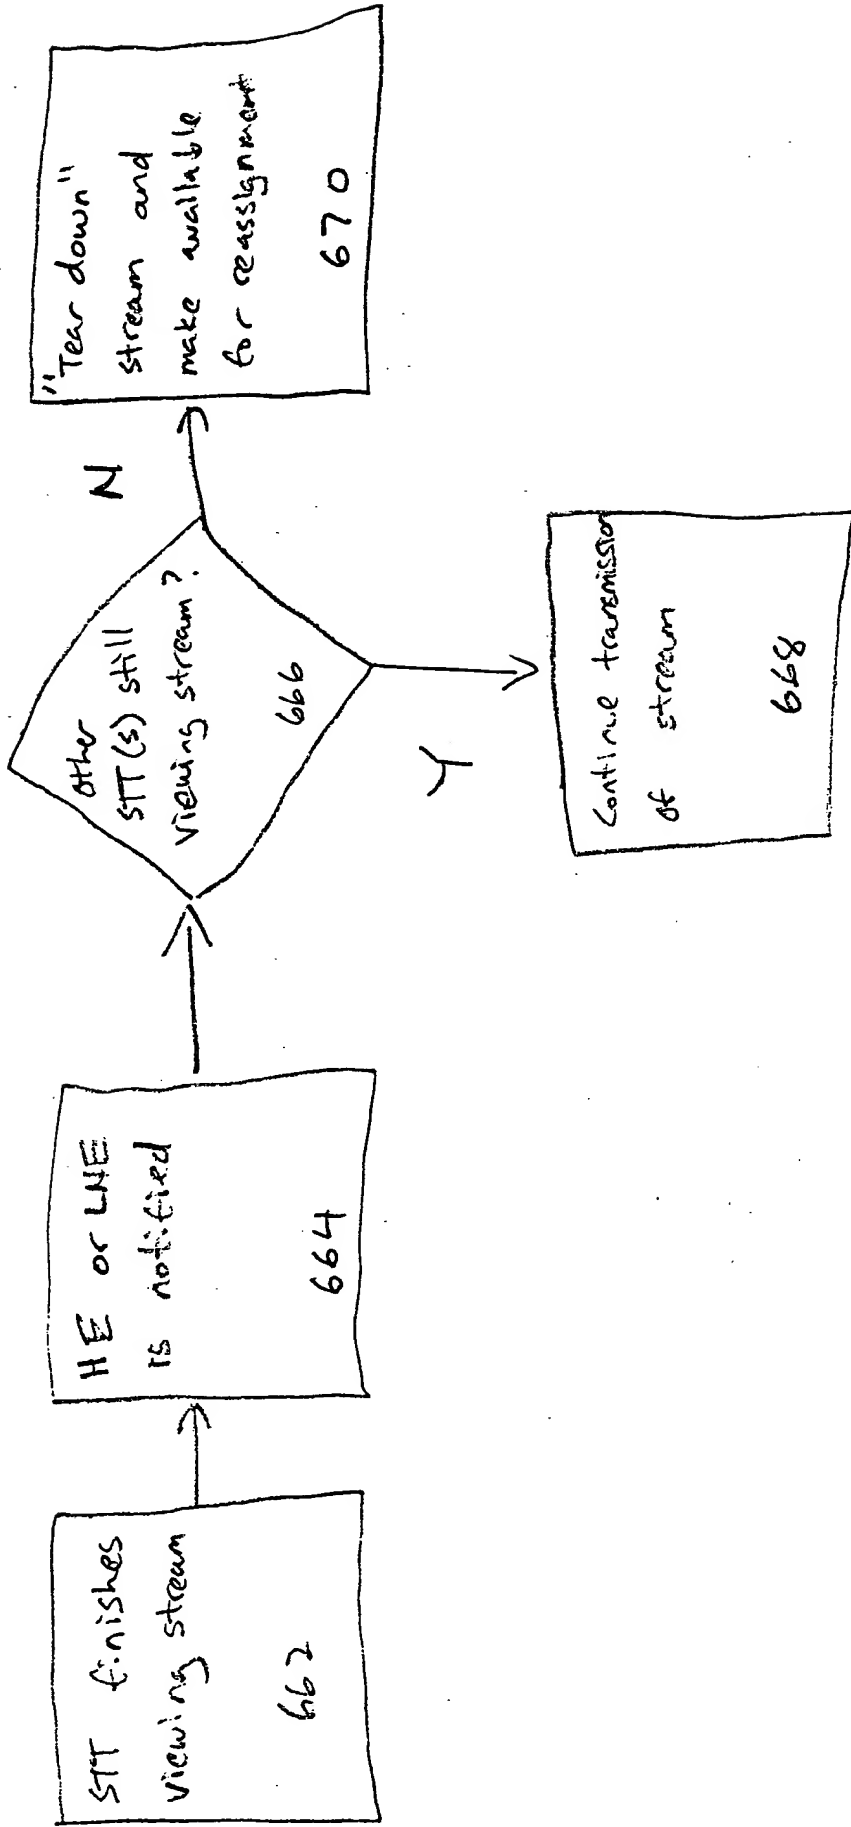 STT finishes
viewing stream
662
HE or LNE
is notified
664
other
STT(s) still
viewing stream?
666
N
"Tear down"
stream and
make available
for reassignment
670
Y
Continue transmission
of stream
668